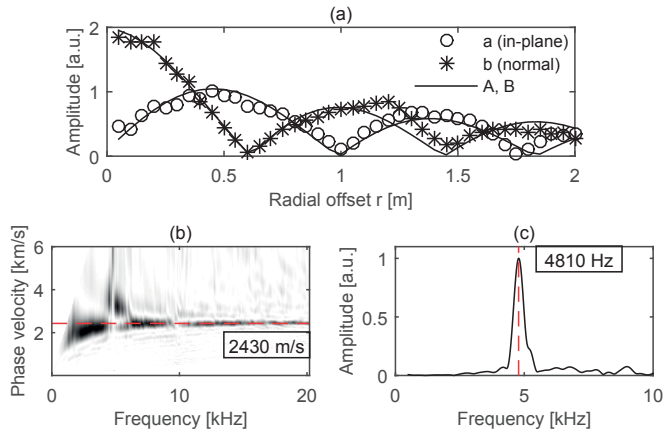 (a)
Amplitude [a.u.]
2
1
0
a (in-plane)
b (normal)
A, B
0 0.5 1 1.5 2
Radial offset r [m]
(b)
Phase velocity [km/s]
6
4
2
2430 m/s
0 10 20
Frequency [kHz]
(c)
Amplitude [a.u.]
1
0.5
0
4810 Hz
0 5 10
Frequency [kHz]